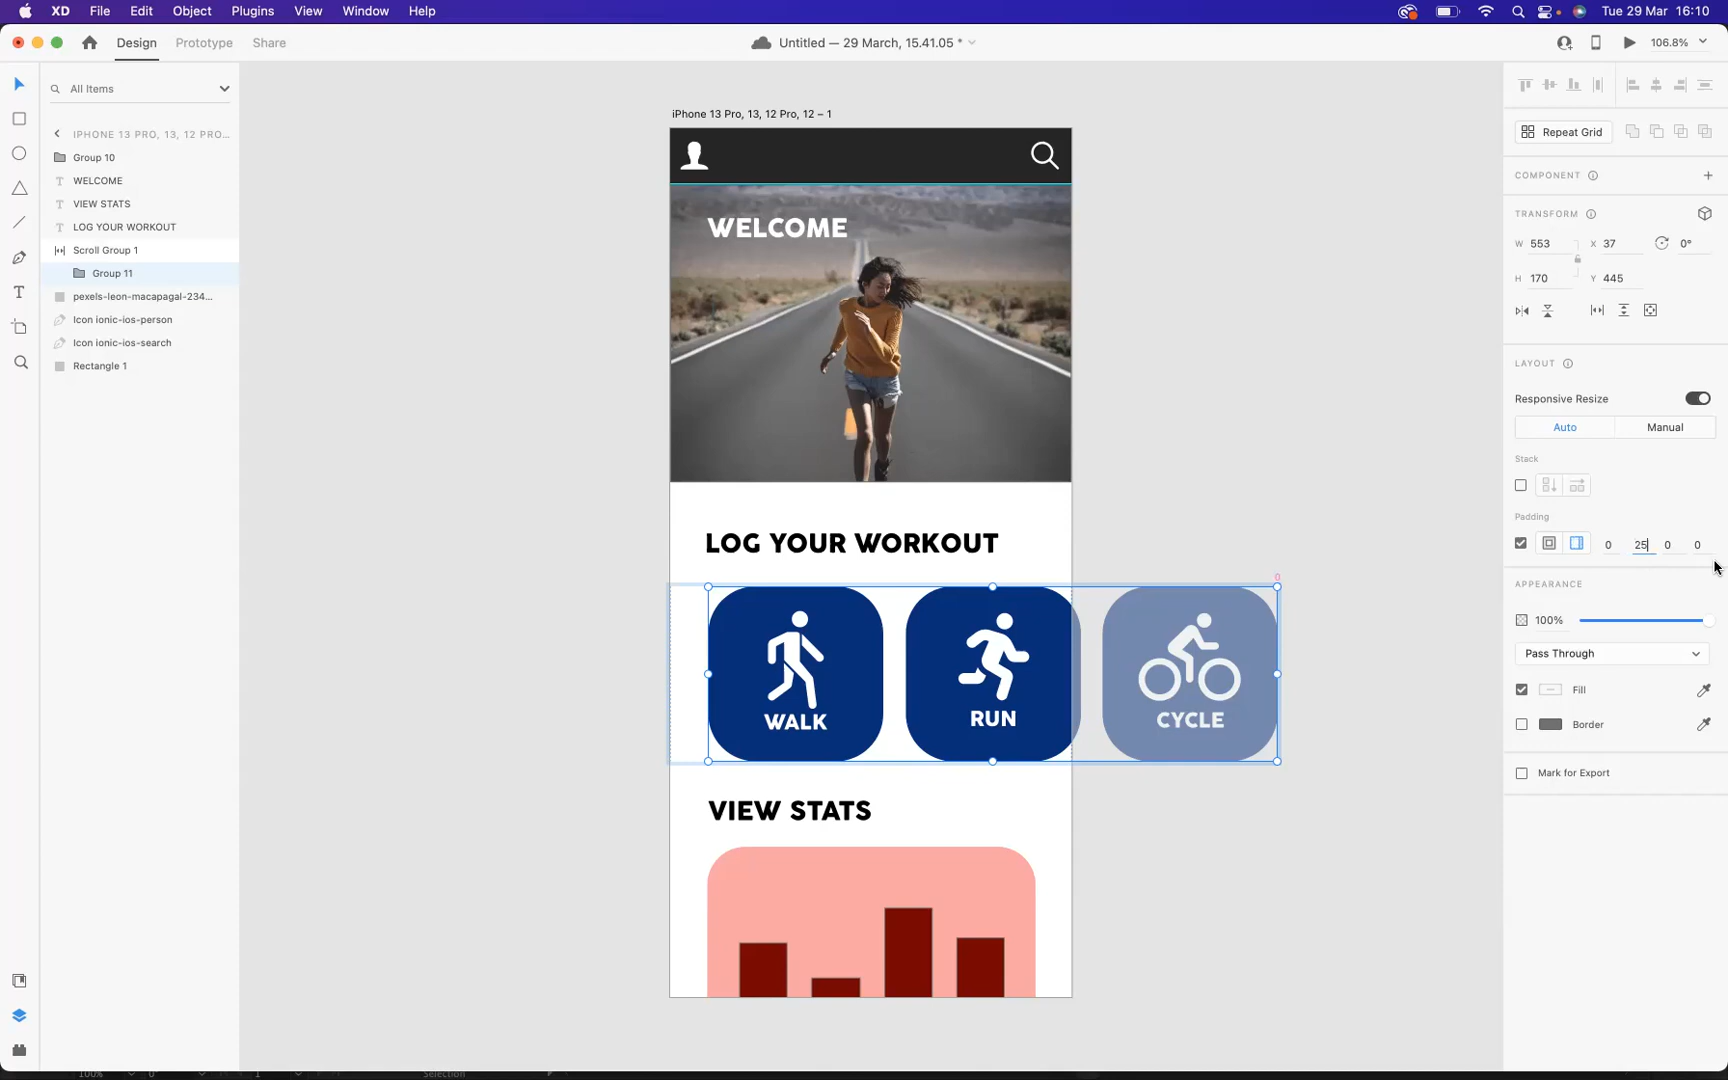 XD File Edit Object Plugins View Window Help
Tue 29 Mar 16:10
Design Prototype Share
Untitled — 29 March, 15.41.05 *
106.8%
All Items
IPHONE 13 PRO, 13, 12 PRO...
Group 10
WELCOME
VIEW STATS
LOG YOUR WORKOUT
Scroll Group 1
Group 11
pexels-leon-macapagal-234...
Icon ionic-ios-person
Icon ionic-ios-search
Rectangle 1
iPhone 13 Pro, 13, 12 Pro, 12 – 1
WELCOME
LOG YOUR WORKOUT
0
WALK
RUN
CYCLE
VIEW STATS
Repeat Grid
COMPONENT
TRANSFORM
W 553 X 37 0°
H 170 Y 445
LAYOUT
Responsive Resize
Auto Manual
Stack
Padding
0 25 0 0
APPEARANCE
100%
Pass Through
Fill
Border
Mark for Export
100% 0° 1 Selection